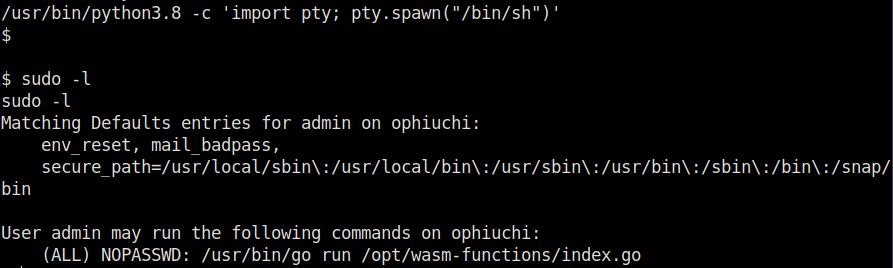 /usr/bin/python3.8 -c 'import pty; pty.spawn("/bin/sh")'
$
$ sudo -l
sudo -l
Matching Defaults entries for admin on ophiuchi:
    env_reset, mail_badpass,
    secure_path=/usr/local/sbin\:/usr/local/bin\:/usr/sbin\:/usr/bin\:/sbin\:/bin\:/snap/
bin
User admin may run the following commands on ophiuchi:
    (ALL) NOPASSWD: /usr/bin/go run /opt/wasm-functions/index.go